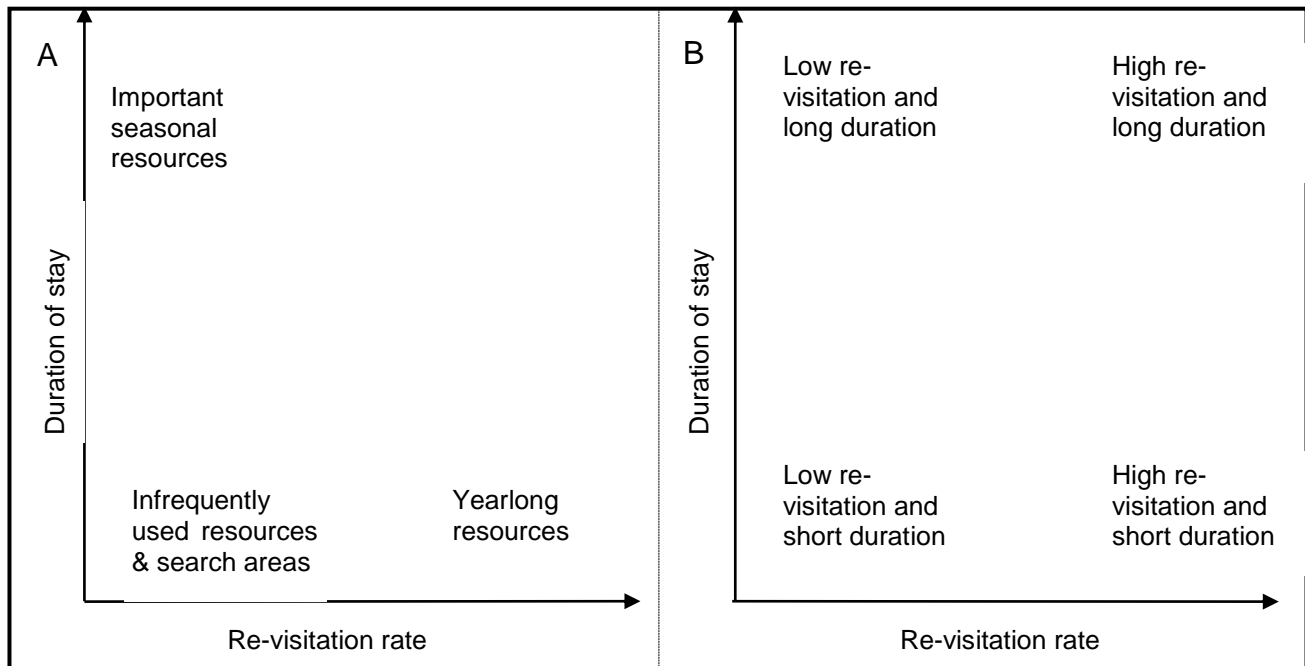 A
Important
seasonal
resources
Duration of stay
Infrequently
used resources
& search areas
Yearlong
resources
Re-visitation rate
B
Low re-
visitation and
long duration
High re-
visitation and
long duration
Duration of stay
Low re-
visitation and
short duration
High re-
visitation and
short duration
Re-visitation rate